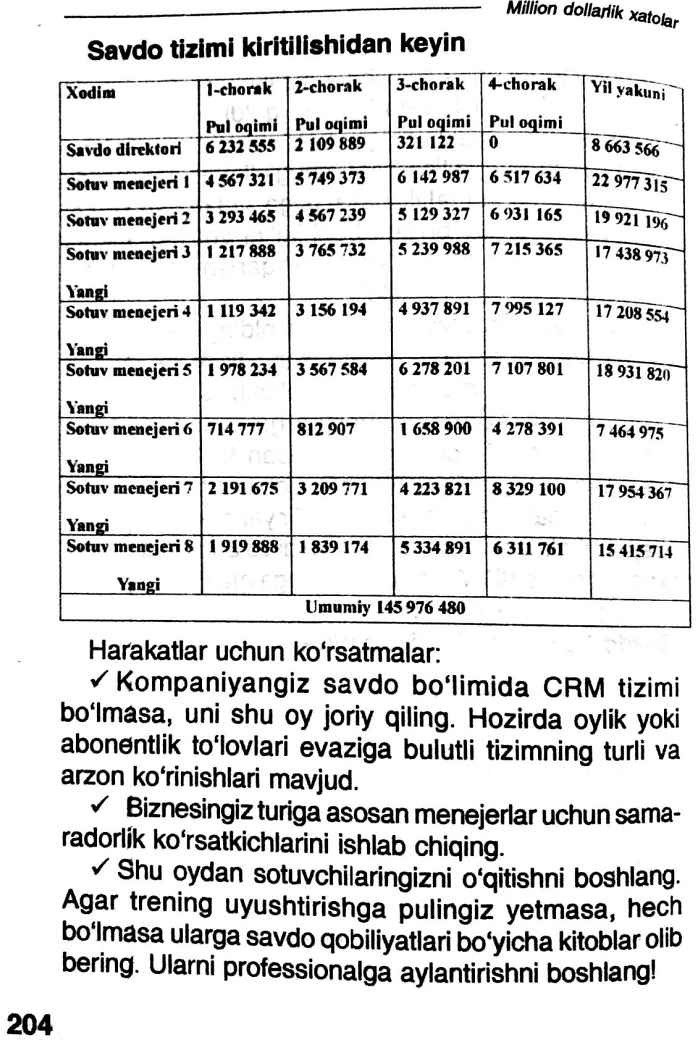 Million dollarlik xatolar
Savdo tizimi kiritilishidan keyin
Xodim 1-chorak 2-chorak 3-chorak 4-chorak Yil yakuni
Pul oqimi Pul oqimi Pul oqimi Pul oqimi
Savdo direktori 6 232 555 2 109 889 321 122 0 8 663 566
Sotuv menejeri 1 4 567 321 5 749 373 6 142 987 6 517 634 22 977 315
Sotuv menejeri 2 3 293 465 4 567 239 5 129 327 6 931 165 19 921 196
Sotuv menejeri 3 1 217 888 3 765 732 5 239 988 7 215 365 17 438 973
Yangi
Sotuv menejeri 4 1 119 342 3 156 194 4 937 891 7 995 127 17 208 554
Yangi
Sotuv menejeri 5 1 978 234 3 567 584 6 278 201 7 107 801 18 931 820
Yangi
Sotuv menejeri 6 714 777 812 907 1 658 900 4 278 391 7 464 975
Yangi
Sotuv menejeri 7 2 191 675 3 209 771 4 223 821 8 329 100 17 954 367
Yangi
Sotuv menejeri 8 1 919 888 1 839 174 5 334 891 6 311 761 15 415 714
Yangi
Umumiy 145 976 480
Harakatlar uchun ko‘rsatmalar:
✓ Kompaniyangiz savdo bo‘limida CRM tizimi
bo‘lmasa, uni shu oy joriy qiling. Hozirda oylik yoki
abonentlik to‘lovlari evaziga bulutli tizimning turli va
arzon ko‘rinishlari mavjud.
✓ Biznesingiz turiga asosan menejerlar uchun sama-
radorlik ko‘rsatkichlarini ishlab chiqing.
✓ Shu oydan sotuvchilaringizni o‘qitishni boshlang.
Agar trening uyushtirishga pulingiz yetmasa, hech
bo‘lmasa ularga savdo qobiliyatlari bo‘yicha kitoblar olib
bering. Ularni professionalga aylantirishni boshlang!
204